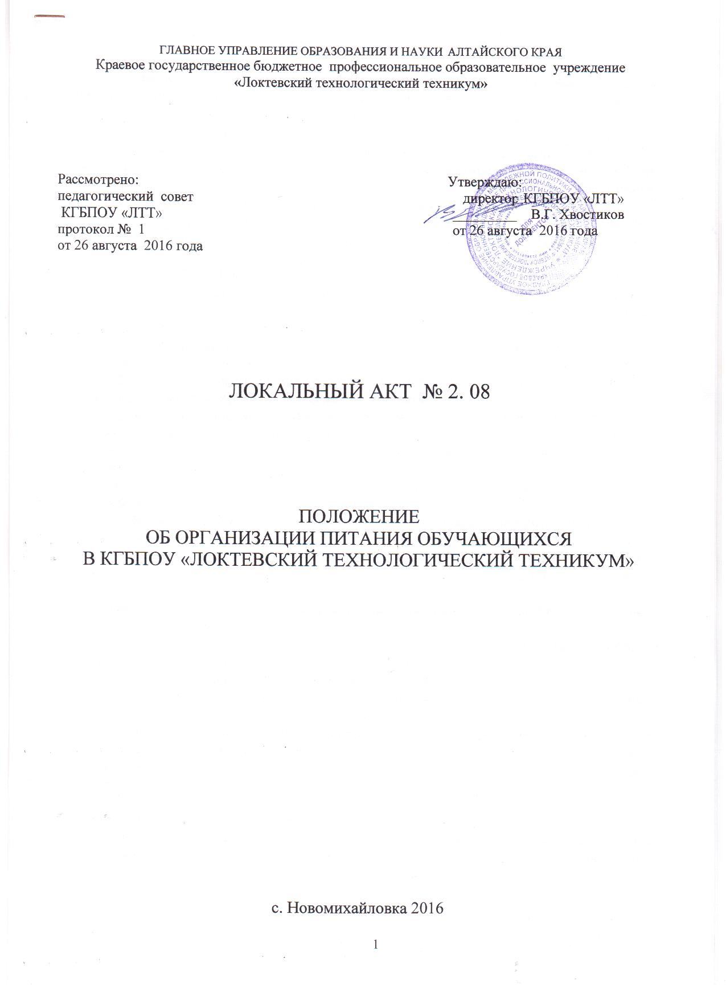 ГЛАВНОЕ УПРАВЛЕНИЕ ОБРАЗОВАНИЯ И НАУКИ АЛТАЙСКОГО КРАЯ
Краевое государственное бюджетное профессиональное образовательное учреждение
«Локтевский технологический техникум»
Рассмотрено:
педагогический совет
КГБПОУ «ЛТТ»
протокол № 1
от 26 августа 2016 года
Утверждаю:
директор КГБПОУ «ЛТТ»
В.Г. Хвостиков
от 26 августа 2016 года
ДЛЯ
ДОКУМЕНТОВ
ЛОКАЛЬНЫЙ АКТ № 2. 08
ПОЛОЖЕНИЕ
ОБ ОРГАНИЗАЦИИ ПИТАНИЯ ОБУЧАЮЩИХСЯ
В КГБПОУ «ЛОКТЕВСКИЙ ТЕХНОЛОГИЧЕСКИЙ ТЕХНИКУМ»
с. Новомихайловка 2016
1